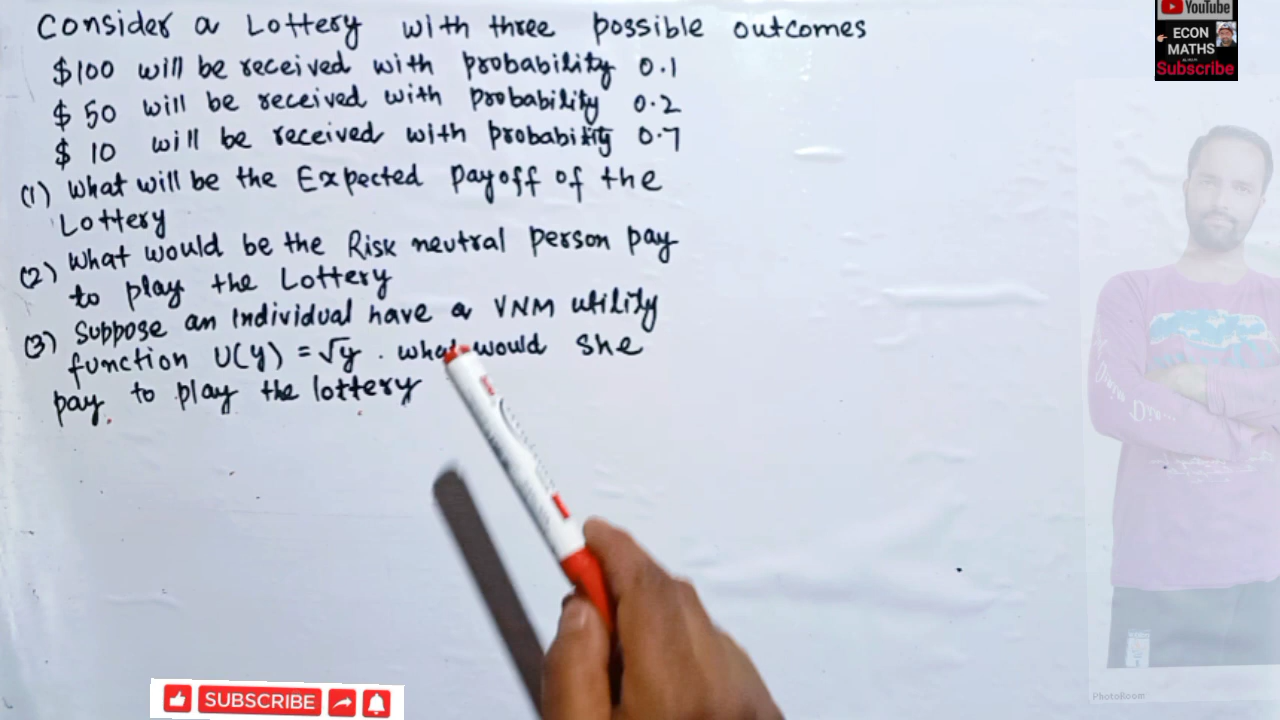 Consider a Lottery with three possible outcomes
$100 will be received with probability 0.1
$ 50 will be received with probability 0.2
$ 10 will be received with probability 0.7
(1) What will be the Expected payoff of the
Lottery
(2) What would be the Risk neutral person pay
to play the Lottery
(3) Suppose an individual have a VNM utility
function U(y) = √y . what would she
pay to play the lottery
YouTube
ECON
MATHS
Subscribe
SUBSCRIBE
PhotoRoom